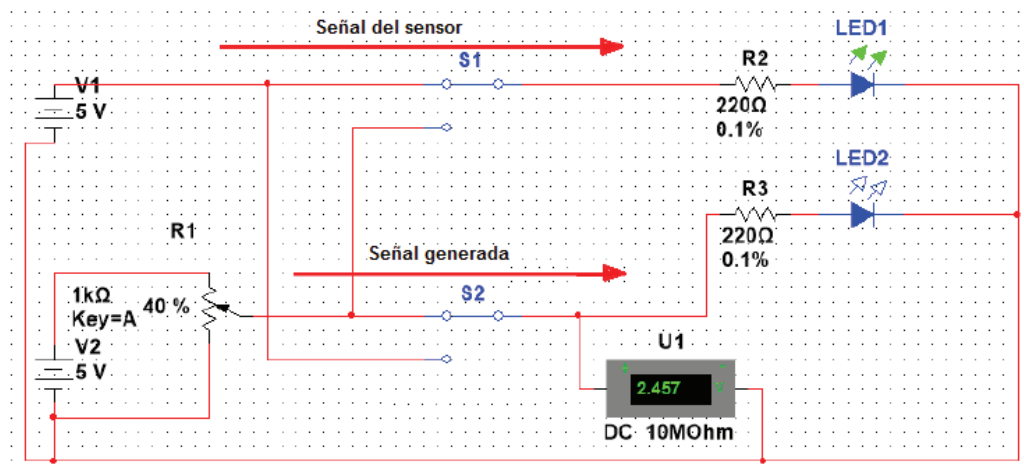 Señal del sensor
LED1
S1
R2
V1
5 V
220Ω
0.1%
LED2
R3
R1
220Ω
0.1%
Señal generada
S2
1kΩ
40 %
Key=A
V2
5 V
U1
+
-
2.457
V
DC 10MOhm